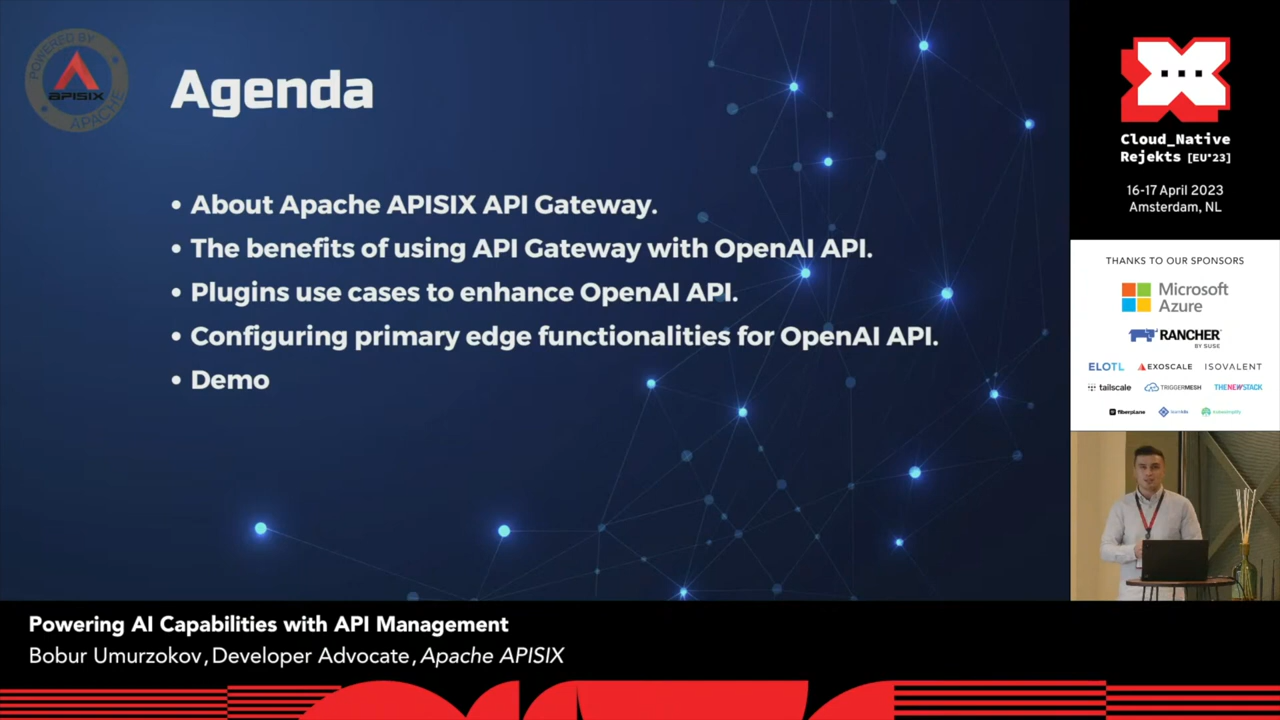 POWERED BY
APISIX
APACHE
Agenda
• About Apache APISIX API Gateway.
• The benefits of using API Gateway with OpenAI API.
• Plugins use cases to enhance OpenAI API.
• Configuring primary edge functionalities for OpenAI API.
• Demo
Cloud_Native
Rejekts [EU*23]
16-17 April 2023
Amsterdam, NL
THANKS TO OUR SPONSORS
Microsoft
Azure
RANCHER
BY SUSE
ELOTL EXOSCALE ISOVALENT
tailscale TRIGGERMESH THENEWSTACK
fiberplane
Powering AI Capabilities with API Management
Bobur Umurzokov, Developer Advocate, Apache APISIX